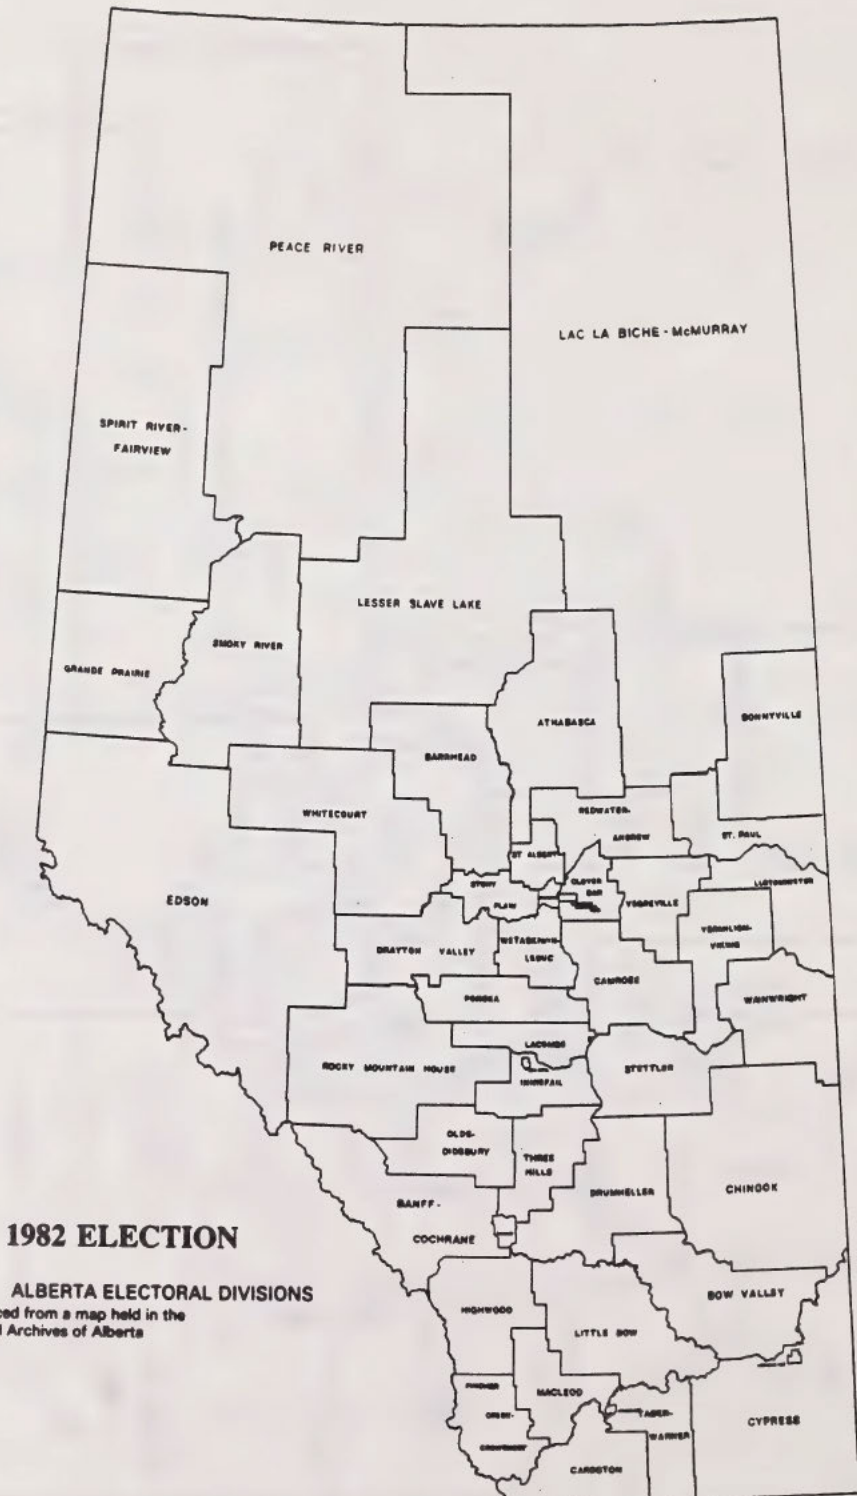 PEACE RIVER
LAC LA BICHE - McMURRAY
SPIRIT RIVER-
FAIRVIEW
LESSER SLAVE LAKE
SMOKY RIVER
GRANDE PRAIRIE
ATHABASCA
BONNYVILLE
BARRHEAD
WHITECOURT
REDWATER-
ANDREW
ST. PAUL
ST ALBERT
CLOVER
BAR
STONY
PLAIN
VEGREVILLE
LLOYDMINSTER
EDSON
VERMILION-
VIKING
DRAYTON VALLEY
WETASKIWIN-
LEDUC
CAMROSE
PONOKA
WAINWRIGHT
LACOMBE
ROCKY MOUNTAIN HOUSE
INNISFAIL
STETTLER
OLDS-
DIDSBURY
THREE
HILLS
DRUMHELLER
CHINOOK
BANFF-
COCHRANE
1982 ELECTION
ALBERTA ELECTORAL DIVISIONS
ced from a map held in the
l Archives of Alberta
HIGHWOOD
BOW VALLEY
LITTLE BOW
PINCHER
CREEK-
CROWSNEST
MACLEOD
TABER-
WARNER
CYPRESS
CARDSTON